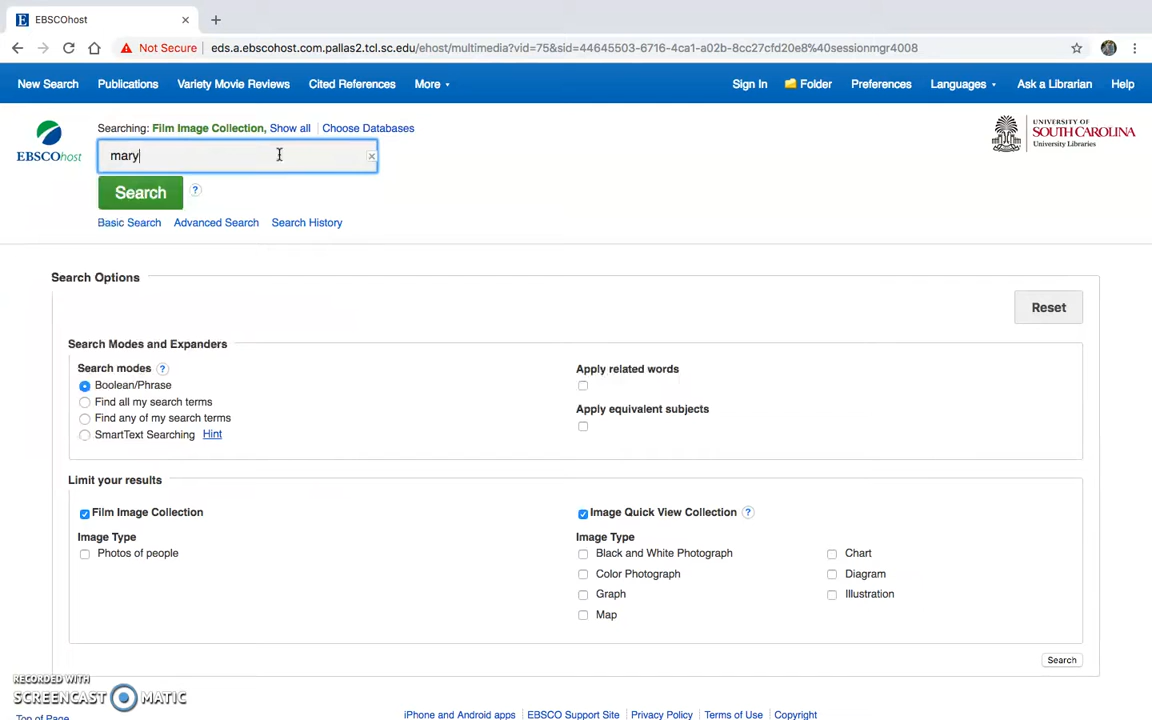 EBSCOhost
Not Secure eds.a.ebscohost.com.pallas2.tcl.sc.edu/ehost/multimedia?vid=75&sid=44645503-6716-4ca1-a02b-8cc27cfd20e8%40sessionmgr4008
New Search Publications Variety Movie Reviews Cited References More Sign In Folder Preferences Languages Ask a Librarian Help
Searching: Film Image Collection, Show all Choose Databases
EBSCOhost
mary
UNIVERSITY OF
SOUTH CAROLINA
University Libraries
Search ?
Basic Search Advanced Search Search History
Search Options
Reset
Search Modes and Expanders
Search modes ?
Boolean/Phrase
Find all my search terms
Find any of my search terms
SmartText Searching Hint
Apply related words
Apply equivalent subjects
Limit your results
Film Image Collection
Image Type
Photos of people
Image Quick View Collection ?
Image Type
Black and White Photograph Chart
Color Photograph Diagram
Graph Illustration
Map
Search
RECORDED WITH
SCREENCAST MATIC
Top of Page
iPhone and Android apps EBSCO Support Site Privacy Policy Terms of Use Copyright